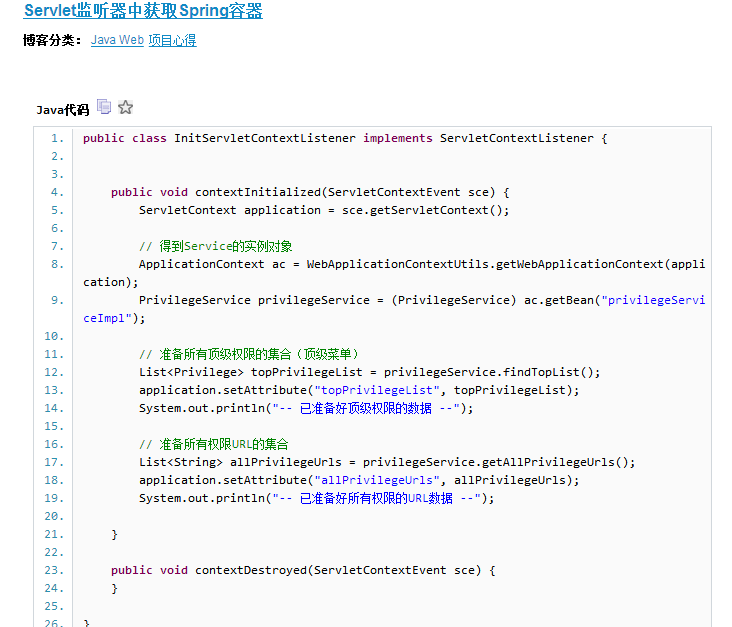 Servlet监听器中获取Spring容器
博客分类： Java Web 项目心得
Java代码
1. public class InitServletContextListener implements ServletContextListener {
2.
3.
4. public void contextInitialized(ServletContextEvent sce) {
5. ServletContext application = sce.getServletContext();
6.
7. // 得到Service的实例对象
8. ApplicationContext ac = WebApplicationContextUtils.getWebApplicationContext(appli
cation);
9. PrivilegeService privilegeService = (PrivilegeService) ac.getBean("privilegeServi
ceImpl");
10.
11. // 准备所有顶级权限的集合（顶级菜单）
12. List<Privilege> topPrivilegeList = privilegeService.findTopList();
13. application.setAttribute("topPrivilegeList", topPrivilegeList);
14. System.out.println("-- 已准备好顶级权限的数据 --");
15.
16. // 准备所有权限URL的集合
17. List<String> allPrivilegeUrls = privilegeService.getAllPrivilegeUrls();
18. application.setAttribute("allPrivilegeUrls", allPrivilegeUrls);
19. System.out.println("-- 已准备好所有权限的URL数据 --");
20.
21. }
22.
23. public void contextDestroyed(ServletContextEvent sce) {
24. }
25.
26. }